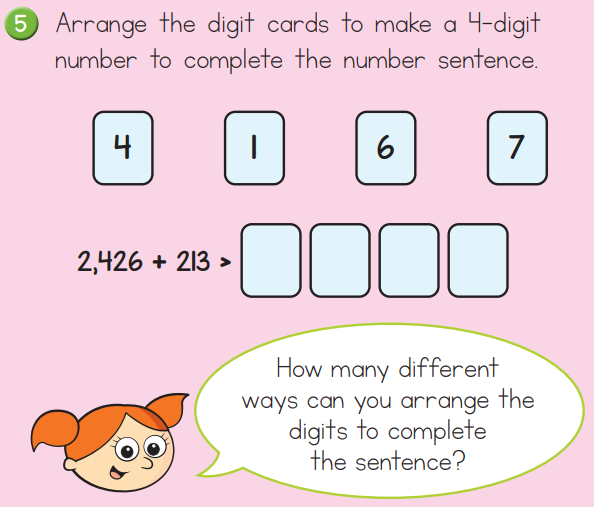 5 Arrange the digit cards to make a 4-digit
number to complete the number sentence.
4 1 6 7
2,426 + 213 >
How many different
ways can you arrange the
digits to complete
the sentence?